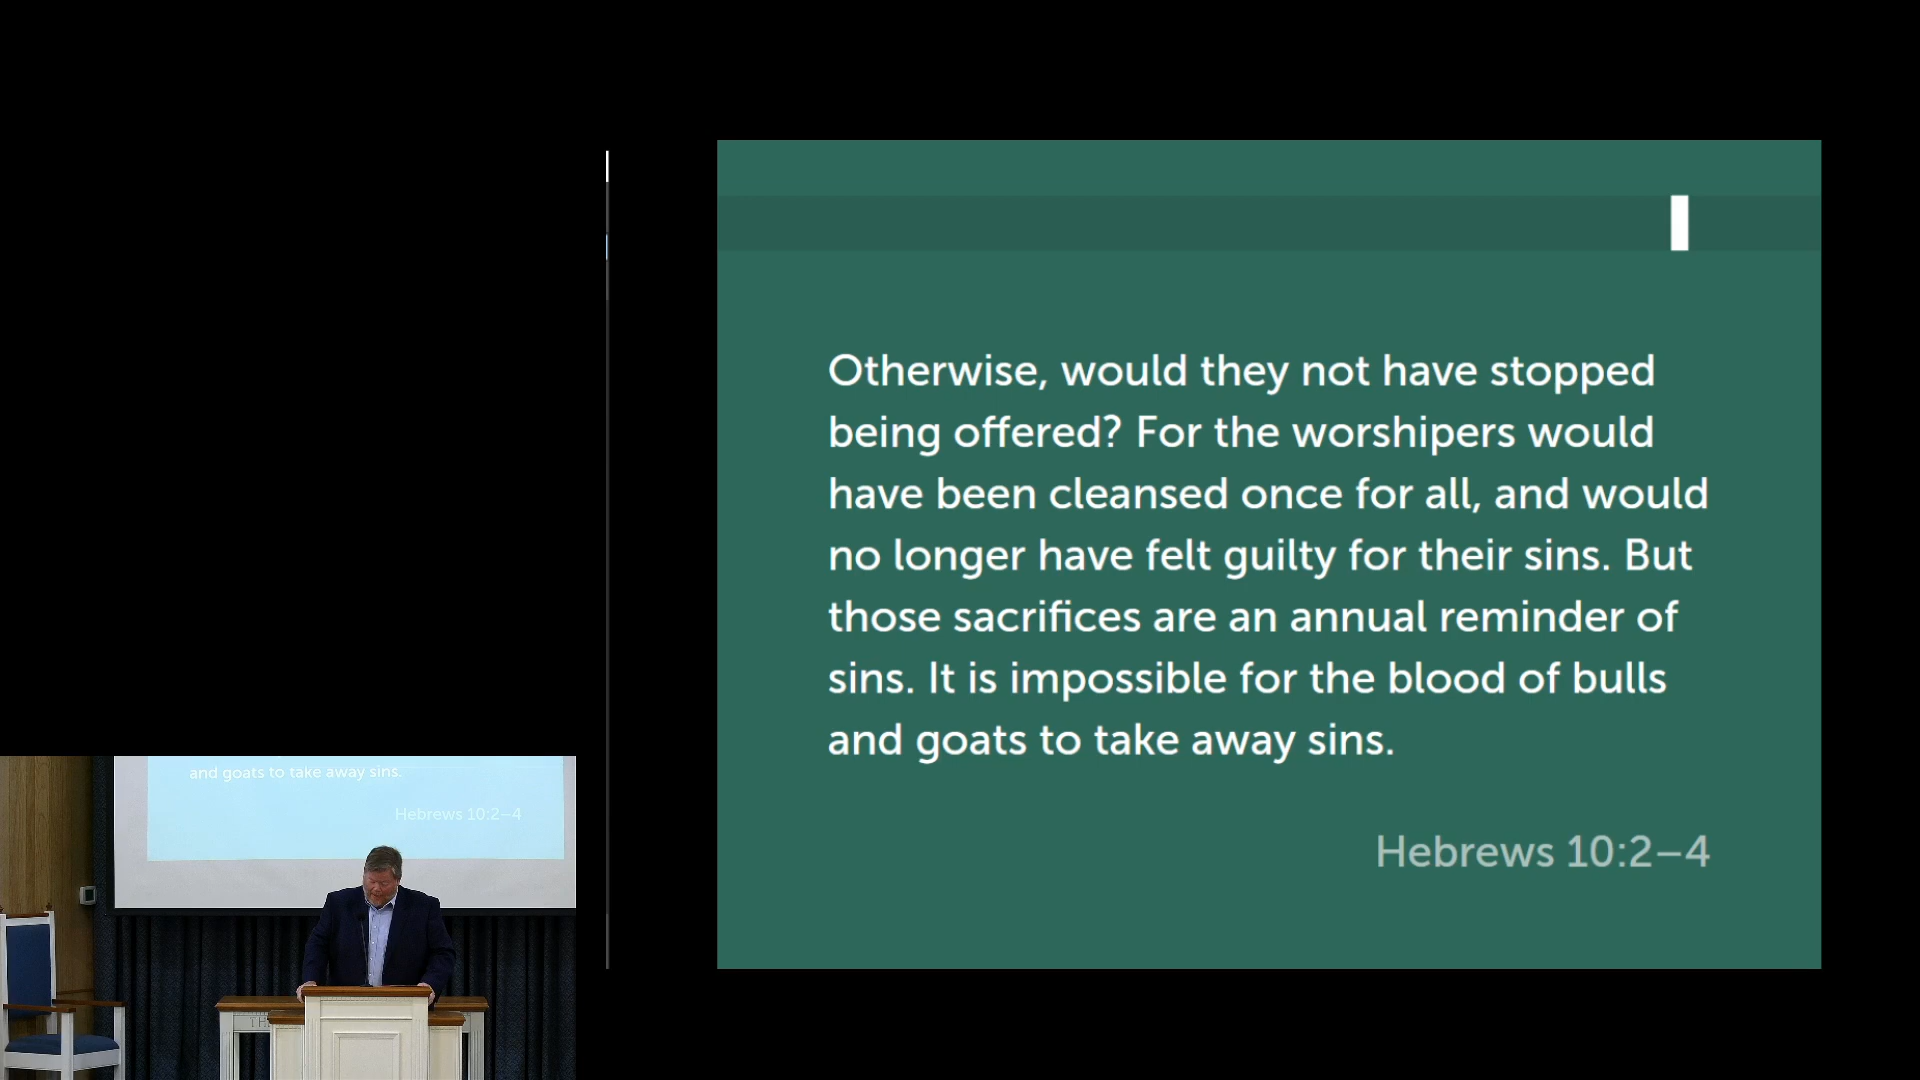 Otherwise, would they not have stopped
being offered? For the worshipers would
have been cleansed once for all, and would
no longer have felt guilty for their sins. But
those sacrifices are an annual reminder of
sins. It is impossible for the blood of bulls
and goats to take away sins.
Hebrews 10:2–4
and goats to take away sins.
Hebrews 10:2–4